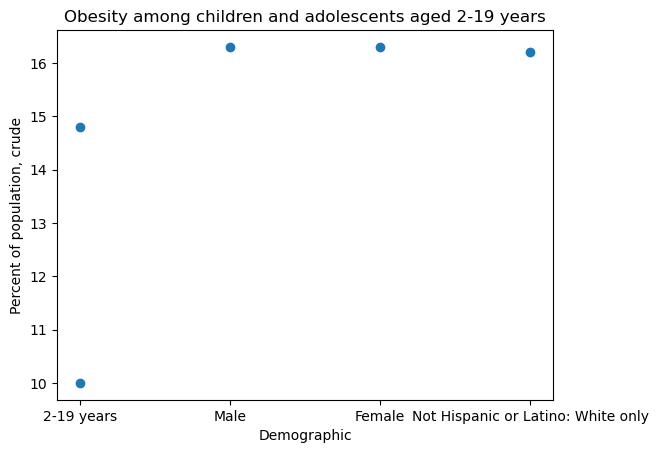 Obesity among children and adolescents aged 2-19 years
Percent of population, crude
16
15
14
13
12
11
10
2-19 years
Male
Female
Not Hispanic or Latino: White only
Demographic